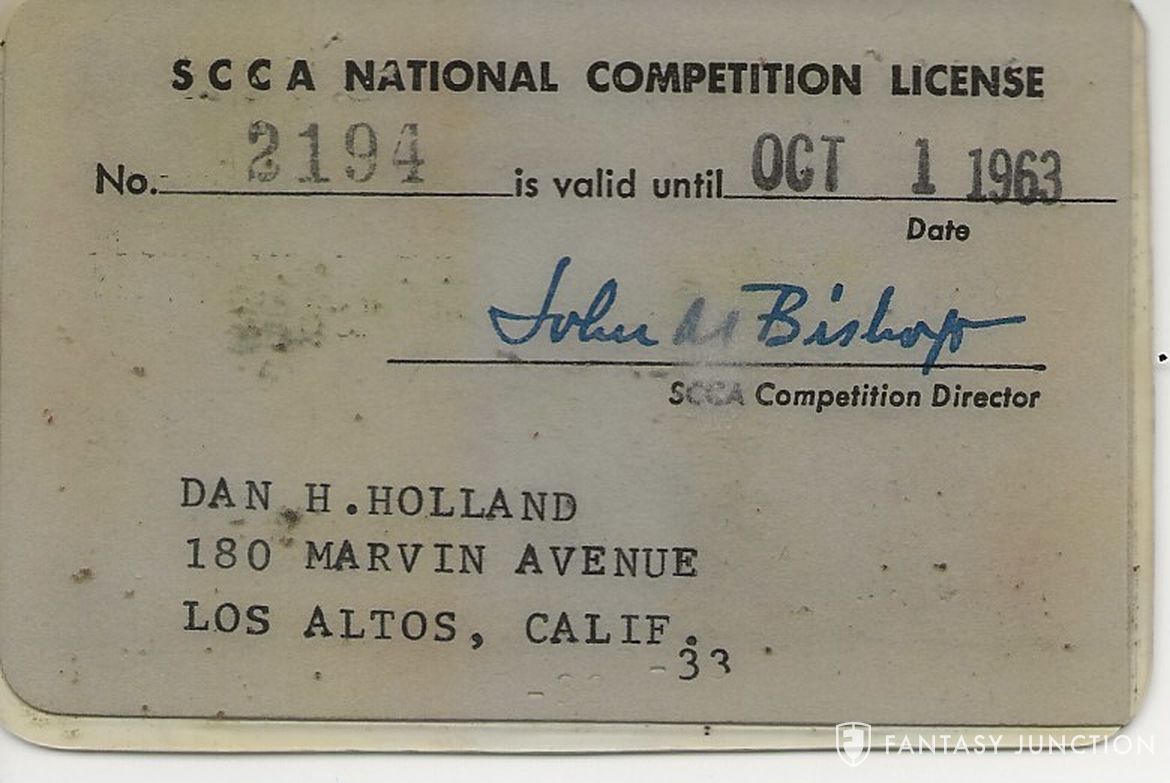 SCCA NATIONAL COMPETITION LICENSE
No. 2194 is valid until OCT 1 1963
Date
John Bishop
SCCA Competition Director
DAN H.HOLLAND
180 MARVIN AVENUE
LOS ALTOS, CALIF.
33
FANTASY JUNCTION